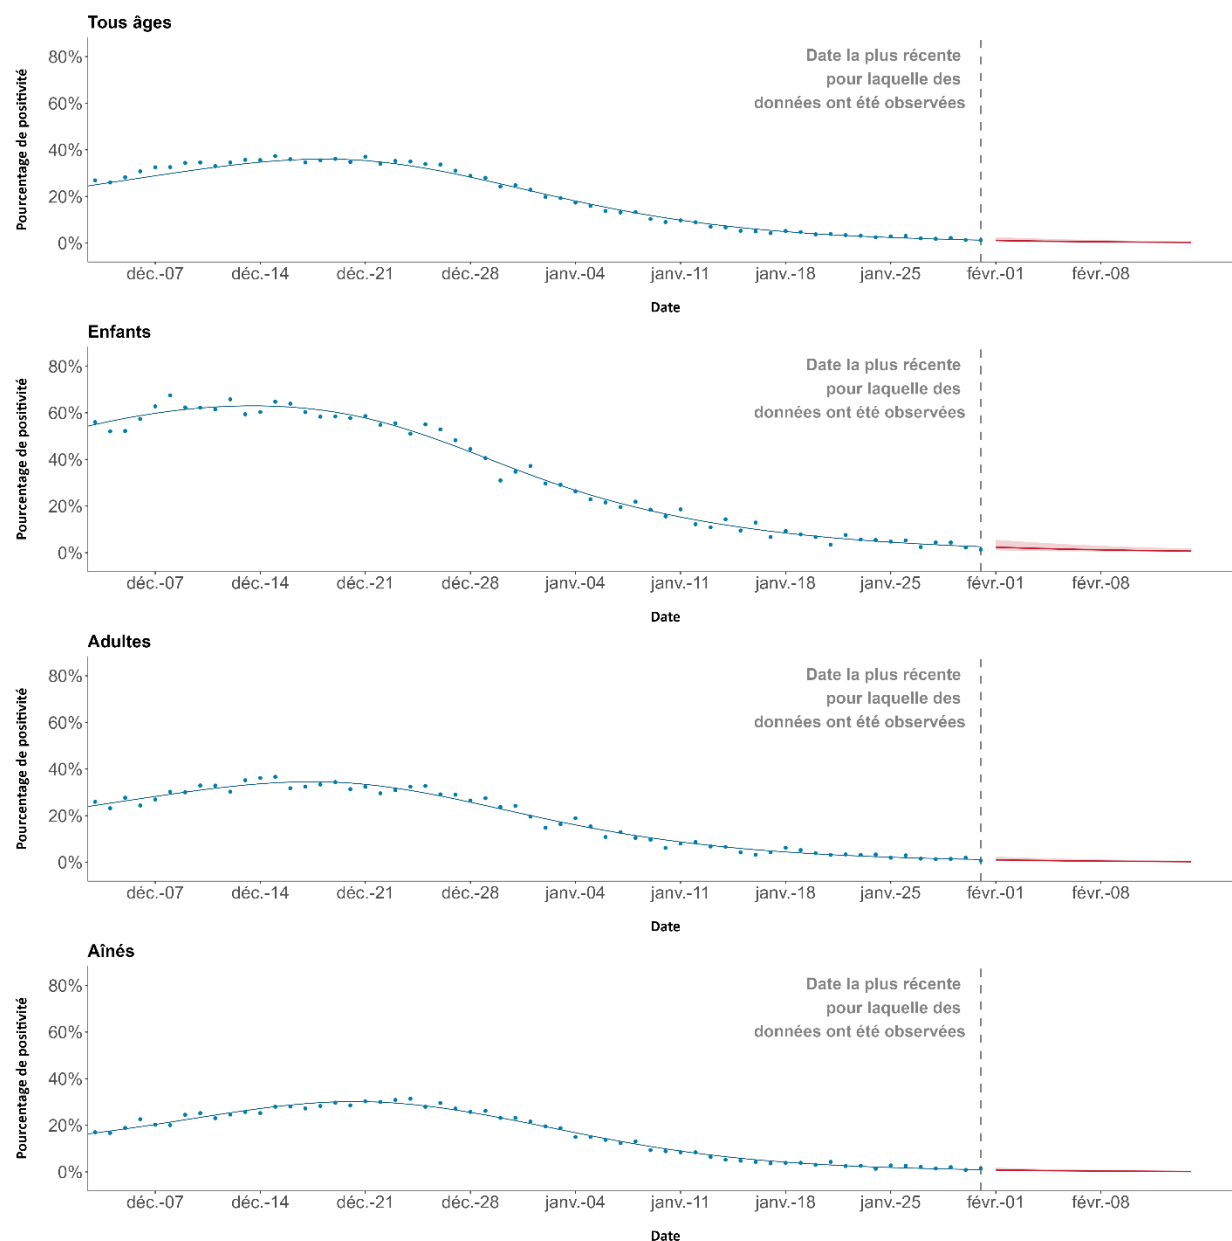 Tous âges
Pourcentage de positivité
80%
60%
40%
20%
0%
Date la plus récente
pour laquelle des
données ont été observées
déc.-07 déc.-14 déc.-21 déc.-28 janv.-04 janv.-11 janv.-18 janv.-25 févr.-01 févr.-08
Date
Enfants
Pourcentage de positivité
80%
60%
40%
20%
0%
Date la plus récente
pour laquelle des
données ont été observées
déc.-07 déc.-14 déc.-21 déc.-28 janv.-04 janv.-11 janv.-18 janv.-25 févr.-01 févr.-08
Date
Adultes
Pourcentage de positivité
80%
60%
40%
20%
0%
Date la plus récente
pour laquelle des
données ont été observées
déc.-07 déc.-14 déc.-21 déc.-28 janv.-04 janv.-11 janv.-18 janv.-25 févr.-01 févr.-08
Date
Aînés
Pourcentage de positivité
80%
60%
40%
20%
0%
Date la plus récente
pour laquelle des
données ont été observées
déc.-07 déc.-14 déc.-21 déc.-28 janv.-04 janv.-11 janv.-18 janv.-25 févr.-01 févr.-08
Date